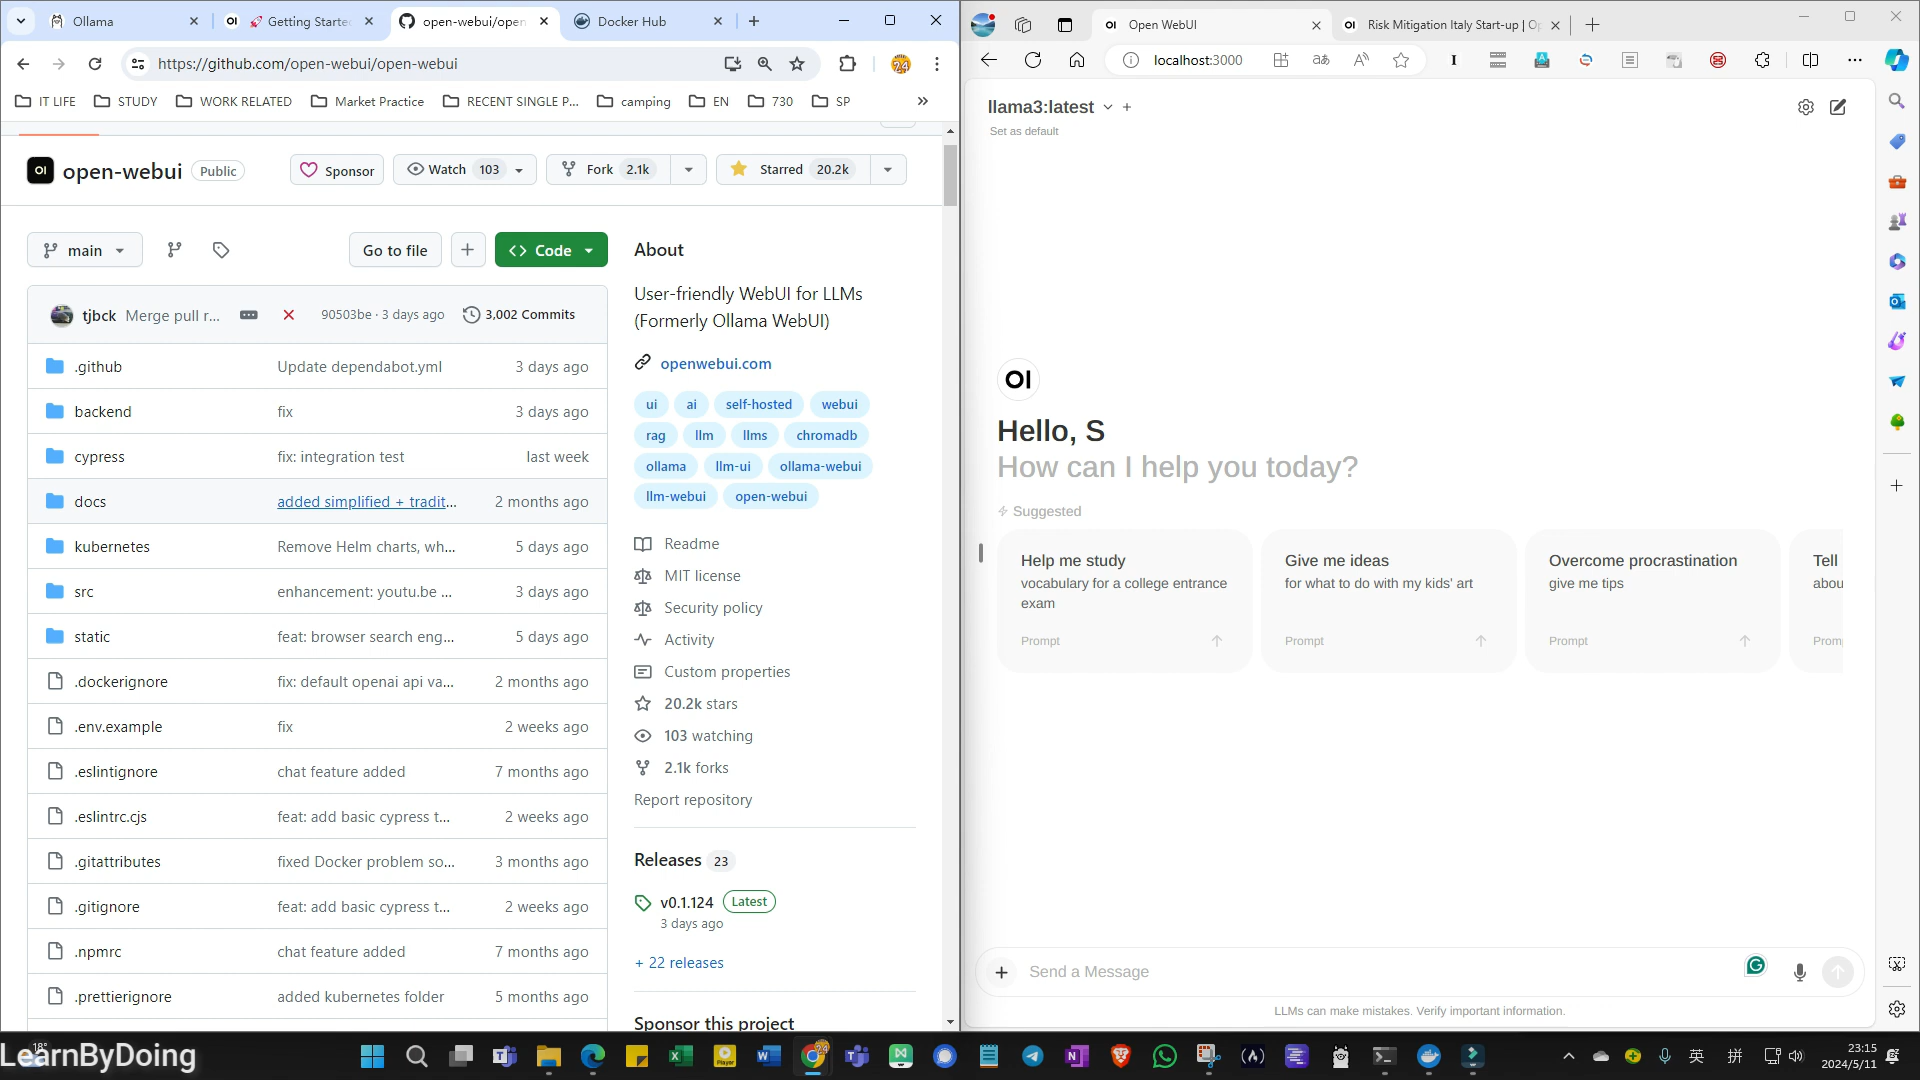 Ollama
Getting Starte
open-webui/open
Docker Hub
https://github.com/open-webui/open-webui
IT LIFE
STUDY
WORK RELATED
Market Practice
RECENT SINGLE P...
camping
EN
730
SP
open-webui
Public
Sponsor
Watch 103
Fork 2.1k
Starred 20.2k
main
Go to file
Code
tjbck Merge pull r...
90503be · 3 days ago
3,002 Commits
.github Update dependabot.yml 3 days ago
backend fix 3 days ago
cypress fix: integration test last week
docs added simplified + tradit... 2 months ago
kubernetes Remove Helm charts, wh... 5 days ago
src enhancement: youtu.be ... 3 days ago
static feat: browser search eng... 5 days ago
.dockerignore fix: default openai api va... 2 months ago
.env.example fix 2 weeks ago
.eslintignore chat feature added 7 months ago
.eslintrc.cjs feat: add basic cypress t... 2 weeks ago
.gitattributes fixed Docker problem so... 3 months ago
.gitignore feat: add basic cypress t... 2 weeks ago
.npmrc chat feature added 7 months ago
.prettierignore added kubernetes folder 5 months ago
About
User-friendly WebUI for LLMs
(Formerly Ollama WebUI)
openwebui.com
ui ai self-hosted webui
rag llm llms chromadb
ollama llm-ui ollama-webui
llm-webui open-webui
Readme
MIT license
Security policy
Activity
Custom properties
20.2k stars
103 watching
2.1k forks
Report repository
Releases 23
v0.1.124 Latest
3 days ago
+ 22 releases
Sponsor this project
Open WebUI
Risk Mitigation Italy Start-up | Op
localhost:3000
llama3:latest
Set as default
OI
Hello, S
How can I help you today?
Suggested
Help me study
vocabulary for a college entrance
exam
Prompt
Give me ideas
for what to do with my kids' art
Prompt
Overcome procrastination
give me tips
Prompt
Tell
abou
Prom
Send a Message
LLMs can make mistakes. Verify important information.
LearnByDoing
18°
英
拼
23:15
2024/5/11